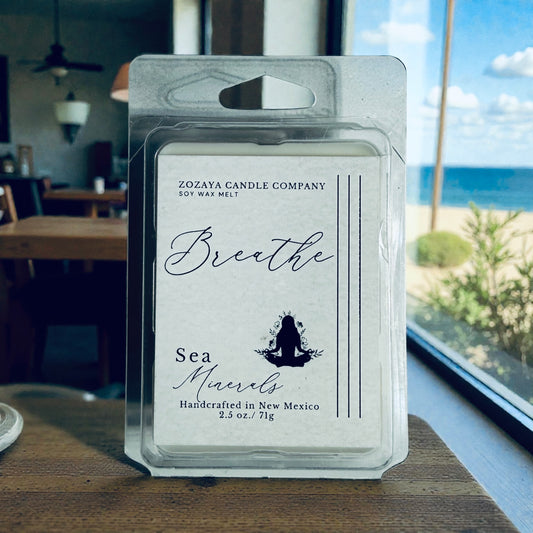 ZOZAYA CANDLE COMPANY
SOY WAX MELT
Breathe
Sea
Minerals
Handcrafted in New Mexico
2.5 oz./ 71g